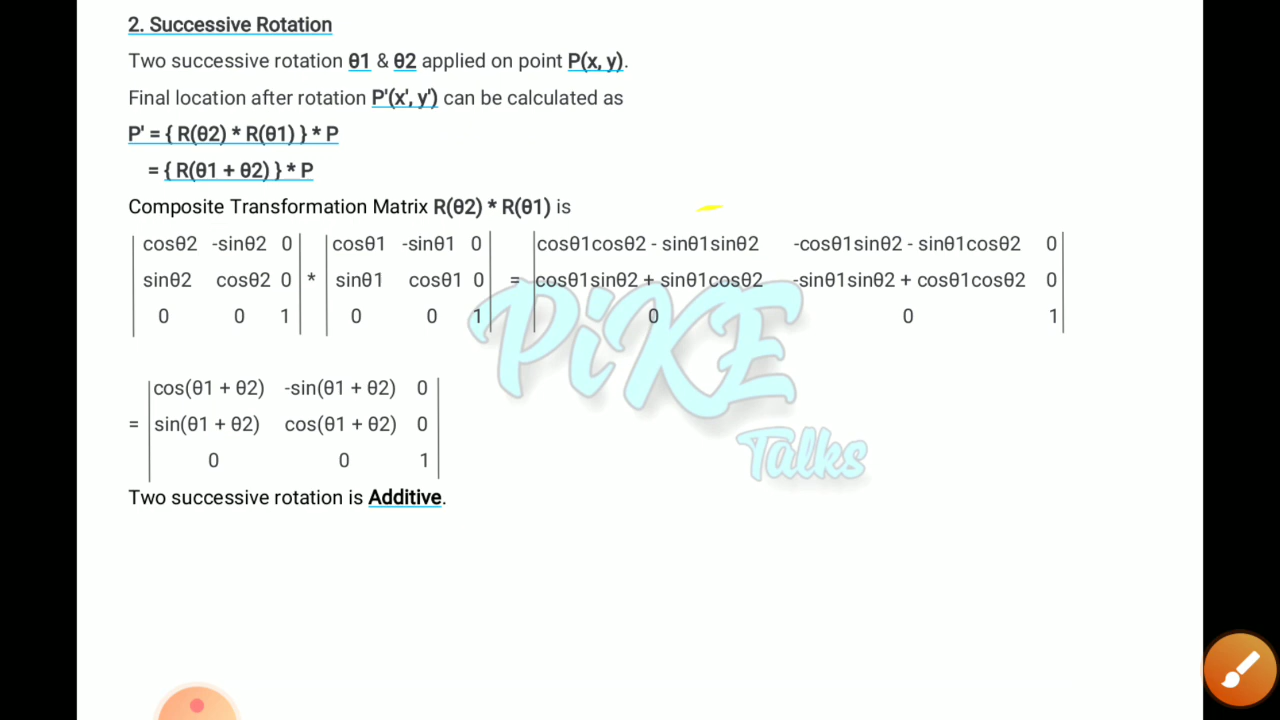 2. Successive Rotation
Two successive rotation θ1 & θ2 applied on point P(x, y).
Final location after rotation P'(x', y') can be calculated as
P' = { R(θ2) * R(θ1) } * P
= { R(θ1 + θ2) } * P
Composite Transformation Matrix R(θ2) * R(θ1) is
|cosθ2 -sinθ2 0| |cosθ1 -sinθ1 0| |cosθ1cosθ2 - sinθ1sinθ2 -cosθ1sinθ2 - sinθ1cosθ2 0|
|sinθ2 cosθ2 0| * |sinθ1 cosθ1 0| = |cosθ1sinθ2 + sinθ1cosθ2 -sinθ1sinθ2 + cosθ1cosθ2 0|
|0 0 1| |0 0 1| |0 0 1|
PiKE
Talks
|cos(θ1 + θ2) -sin(θ1 + θ2) 0|
= |sin(θ1 + θ2) cos(θ1 + θ2) 0|
|0 0 1|
Two successive rotation is Additive.